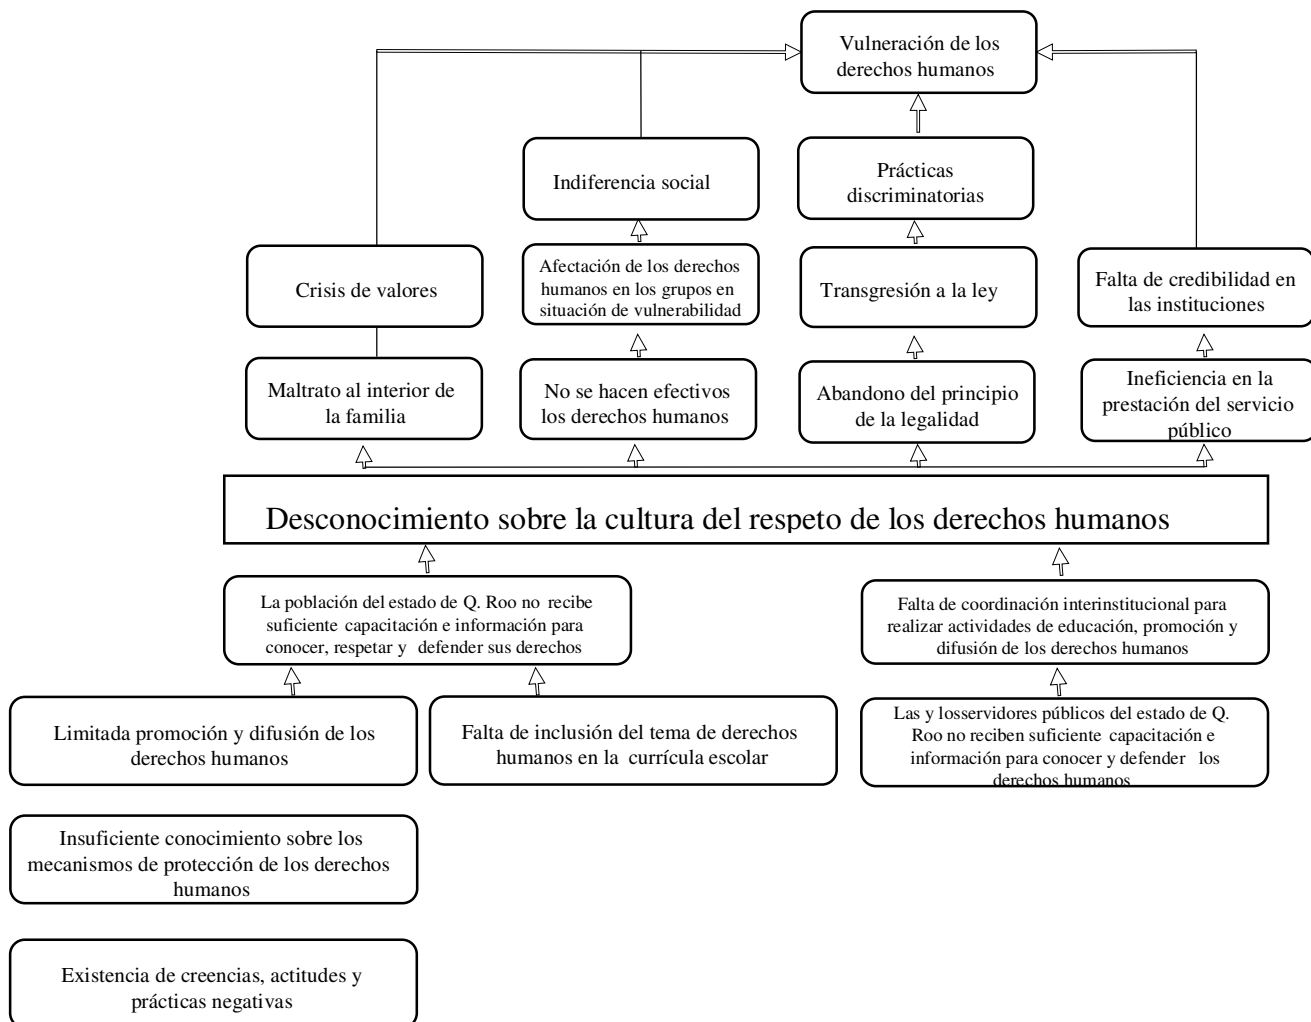 Vulneración de los
derechos humanos
Indiferencia social
Prácticas
discriminatorias
Crisis de valores
Afectación de los derechos
humanos en los grupos en
situación de vulnerabilidad
Transgresión a la ley
Falta de credibilidad en
las instituciones
Maltrato al interior de
la familia
No se hacen efectivos
los derechos humanos
Abandono del principio
de la legalidad
Ineficiencia en la
prestación del servicio
público
Desconocimiento sobre la cultura del respeto de los derechos humanos
La población del estado de Q. Roo no recibe
suficiente capacitación e información para
conocer, respetar y defender sus derechos
Falta de coordinación interinstitucional para
realizar actividades de educación, promoción y
difusión de los derechos humanos
Limitada promoción y difusión de los
derechos humanos
Falta de inclusión del tema de derechos
humanos en la currícula escolar
Las y losservidores públicos del estado de Q.
Roo no reciben suficiente capacitación e
información para conocer y defender los
derechos humanos
Insuficiente conocimiento sobre los
mecanismos de protección de los derechos
humanos
Existencia de creencias, actitudes y
prácticas negativas